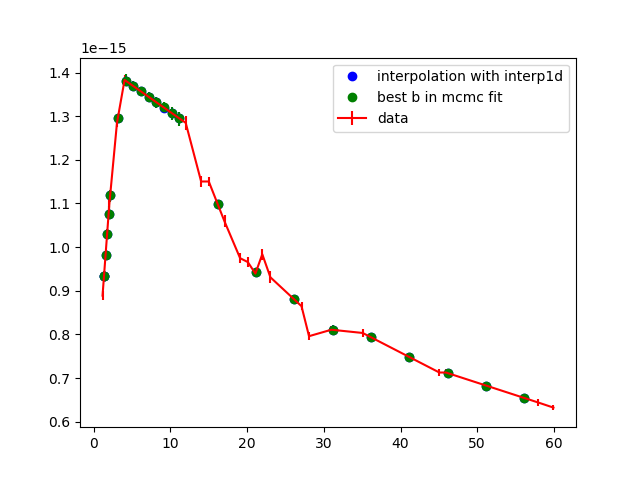 1e−15
interpolation with interp1d
best b in mcmc fit
data
1.4
1.3
1.2
1.1
1.0
0.9
0.8
0.7
0.6
0 10 20 30 40 50 60